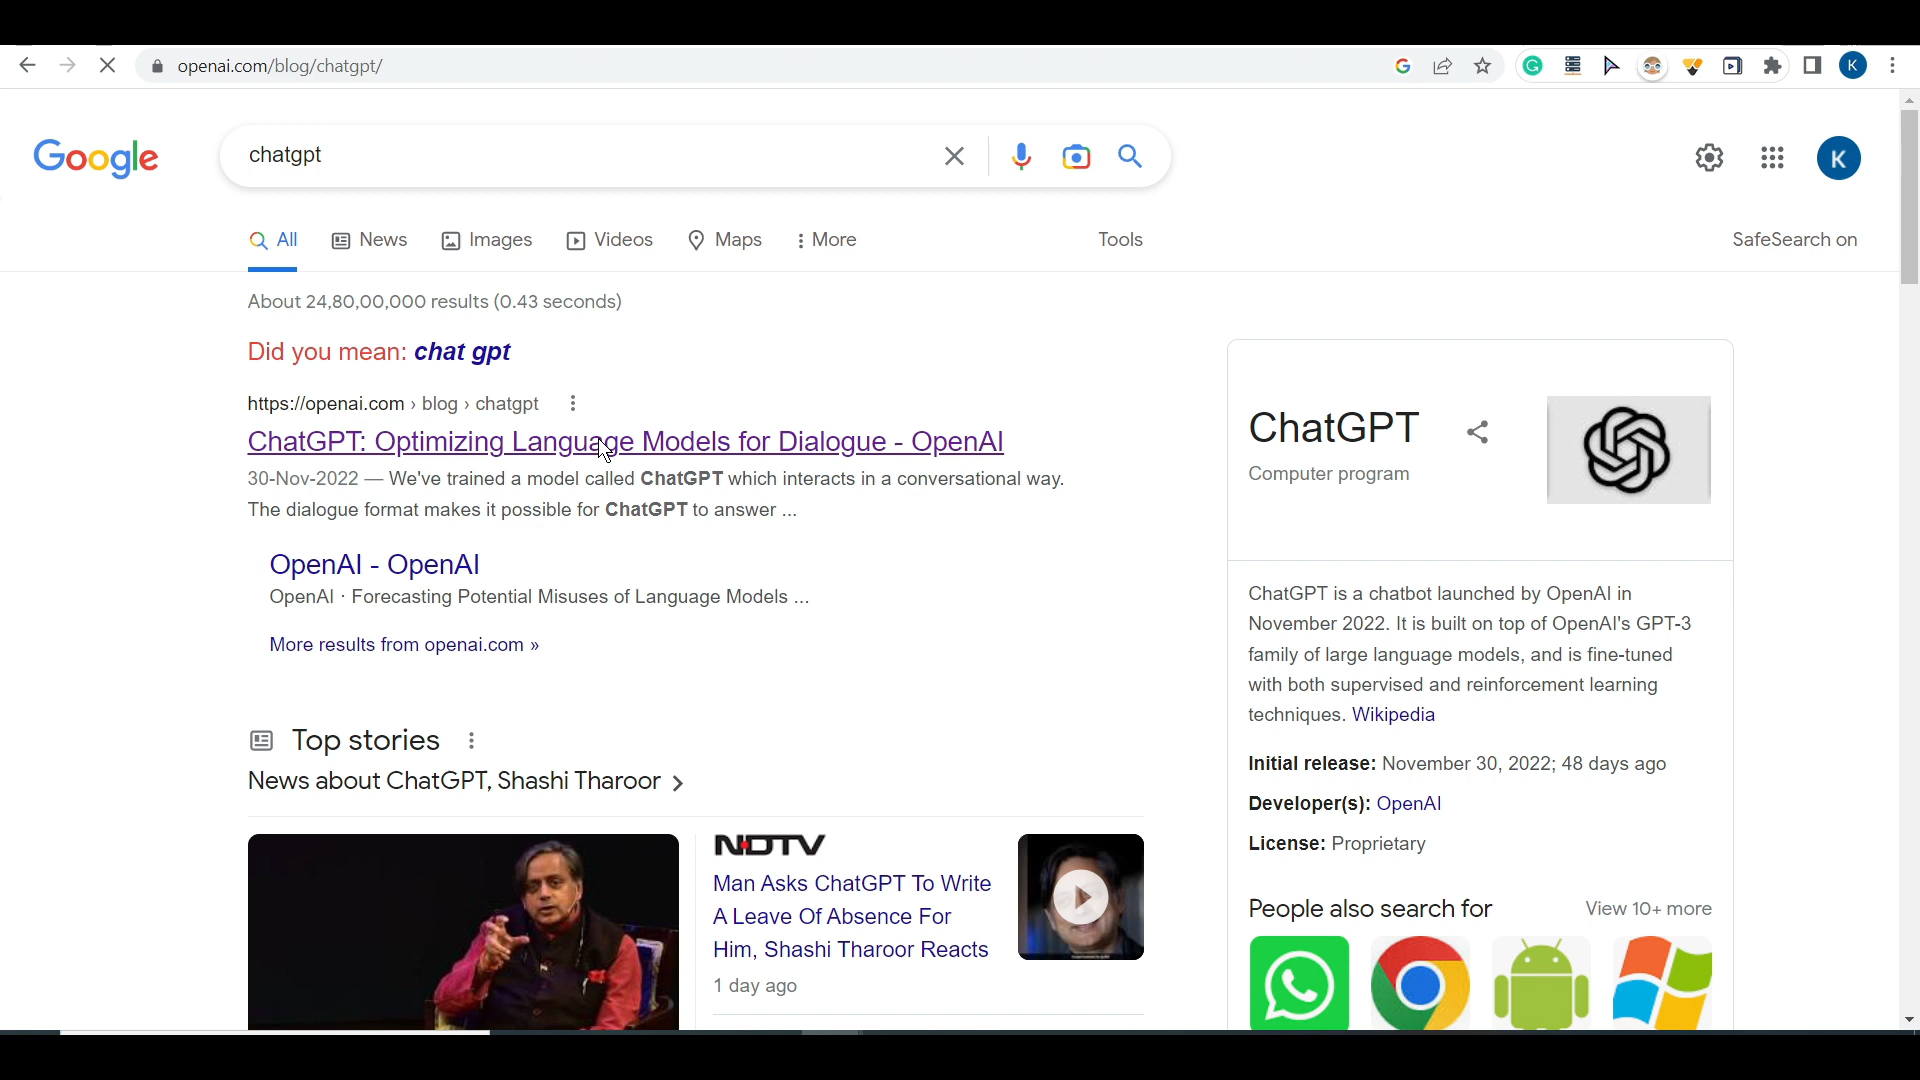 openai.com/blog/chatgpt/
K
Google
chatgpt
K
All
News
Images
Videos
Maps
More
Tools
SafeSearch on
About 24,80,00,000 results (0.43 seconds)
Did you mean: chat gpt
https://openai.com › blog › chatgpt
ChatGPT: Optimizing Language Models for Dialogue - OpenAI
30-Nov-2022 — We've trained a model called ChatGPT which interacts in a conversational way.
The dialogue format makes it possible for ChatGPT to answer ...
OpenAI - OpenAI
OpenAI · Forecasting Potential Misuses of Language Models ...
More results from openai.com »
Top stories
News about ChatGPT, Shashi Tharoor
NDTV
Man Asks ChatGPT To Write
A Leave Of Absence For
Him, Shashi Tharoor Reacts
1 day ago
ChatGPT
Computer program
ChatGPT is a chatbot launched by OpenAI in
November 2022. It is built on top of OpenAI's GPT-3
family of large language models, and is fine-tuned
with both supervised and reinforcement learning
techniques. Wikipedia
Initial release: November 30, 2022; 48 days ago
Developer(s): OpenAI
License: Proprietary
People also search for
View 10+ more